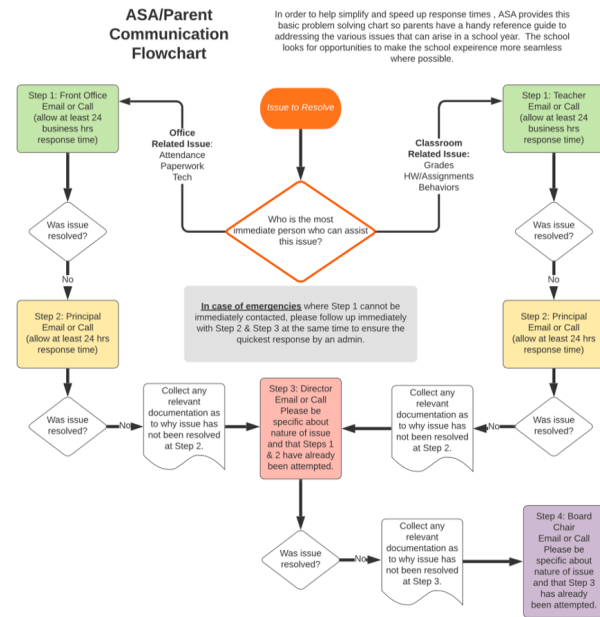 ASA/Parent
Communication
Flowchart
In order to help simplify and speed up response times , ASA provides this
basic problem solving chart so parents have a handy reference guide to
addressing the various issues that can arise in a school year. The school
looks for opportunities to make the school expeirence more seamless
where possible.
Step 1: Front Office
Email or Call
(allow at least 24
business hrs
response time)
Issue to Resolve
Step 1: Teacher
Email or Call
(allow at least 24
business hrs
response time)
Office
Related Issue:
Attendance
Paperwork
Tech
Classroom
Related Issue:
Grades
HW/Assignments
Behaviors
Who is the most
immediate person who can assist
this issue?
Was issue
resolved?
Was issue
resolved?
No
No
In case of emergencies where Step 1 cannot be
immediately contacted, please follow up immediately
with Step 2 & Step 3 at the same time to ensure the
quickest response by an admin.
Step 2: Principal
Email or Call
(allow at least 24 hrs
response time)
Step 2: Principal
Email or Call
(allow at least 24 hrs
response time)
Was issue
resolved?
No
Collect any
relevant
documentation as
to why issue has
not been resolved
at Step 2.
Step 3: Director
Email or Call
Please be
specific about
nature of issue
and that Steps 1
& 2 have already
been attempted.
Collect any
relevant
documentation as
to why issue has
not been resolved
at Step 2.
No
Was issue
resolved?
Was issue
resolved?
No
Collect any
relevant
documentation as
to why issue has
not been resolved
at Step 3.
Step 4: Board
Chair
Email or Call
Please be
specific about
nature of issue
and that Step 3
has already
been attempted.